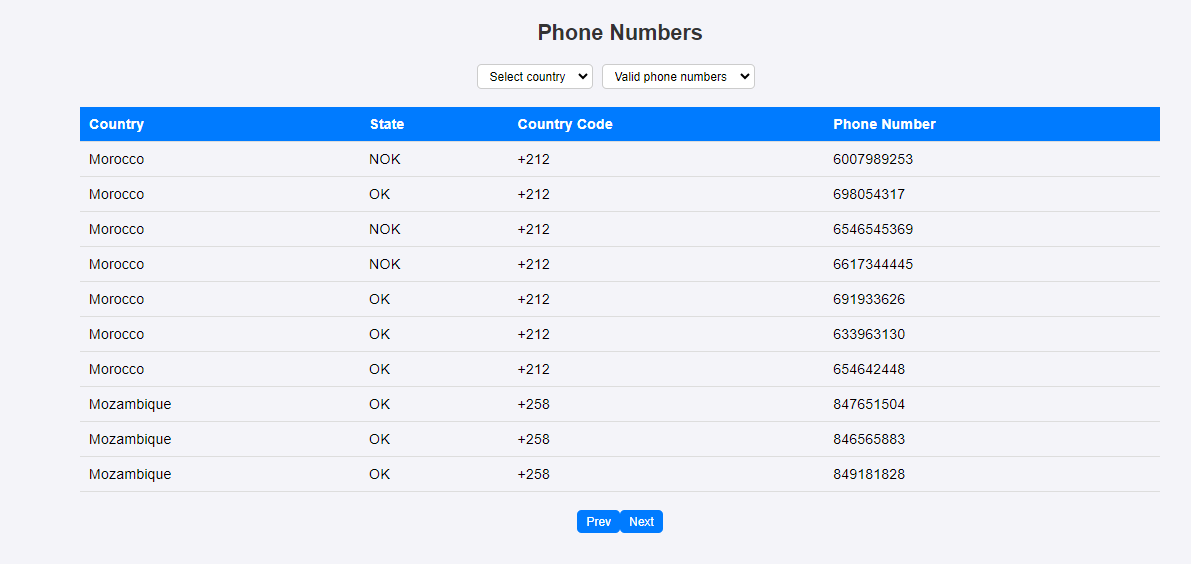 Phone Numbers
Select country Valid phone numbers
Country State Country Code Phone Number
Morocco NOK +212 6007989253
Morocco OK +212 698054317
Morocco NOK +212 6546545369
Morocco NOK +212 6617344445
Morocco OK +212 691933626
Morocco OK +212 633963130
Morocco OK +212 654642448
Mozambique OK +258 847651504
Mozambique OK +258 846565883
Mozambique OK +258 849181828
Prev Next